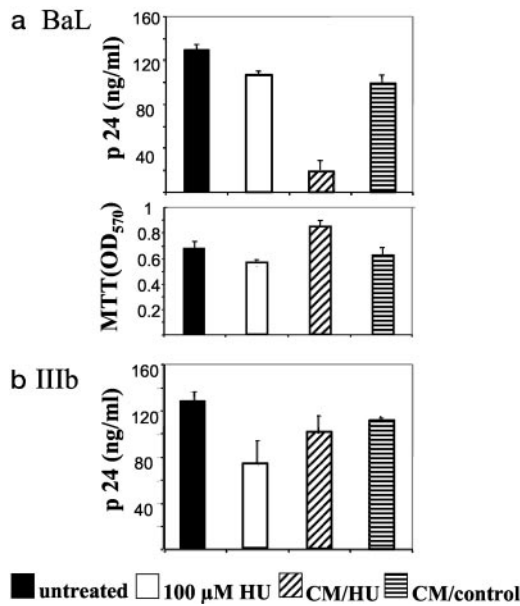 a BaL
p 24 (ng/ml)
160
120
80
40
MTT(OD570)
1
0.8
0.6
0.4
0.2
b IIIb
p 24 (ng/ml)
160
120
80
40
untreated 100 µM HU CM/HU CM/control